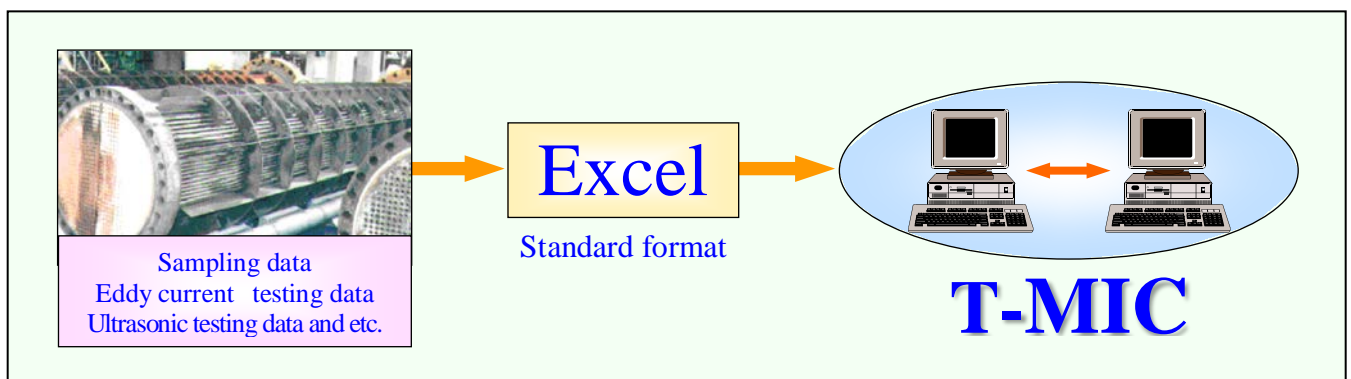 Sampling data
Eddy current testing data
Ultrasonic testing data and etc.
Excel
Standard format
T-MIC